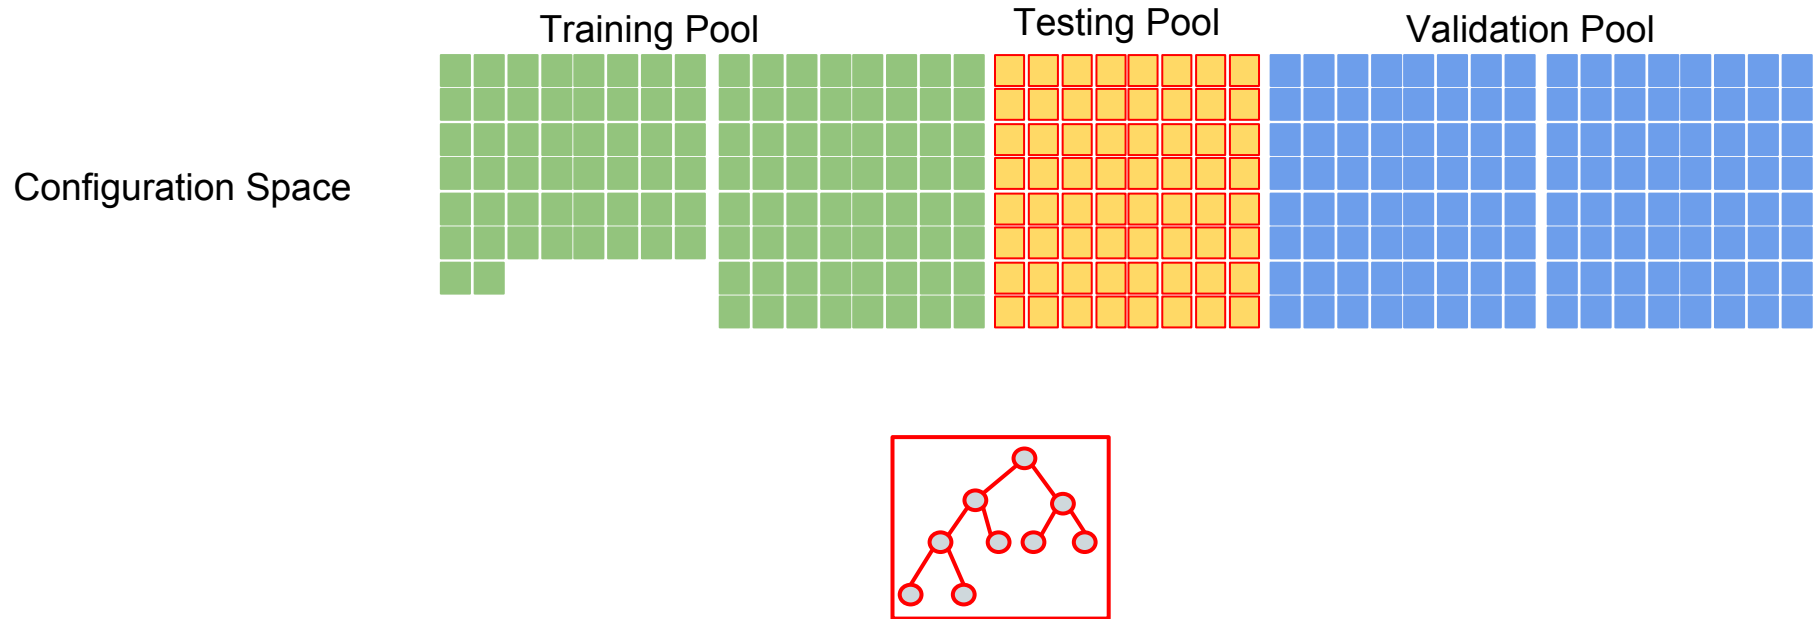 Training Pool
Testing Pool
Validation Pool
Configuration Space